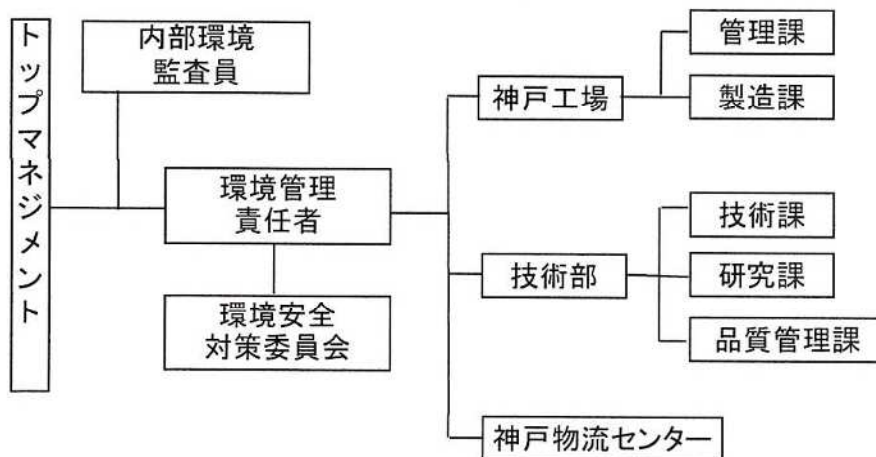 トップマネジメント
内部環境
監査員
環境管理
責任者
環境安全
対策委員会
神戸工場
管理課
製造課
技術部
技術課
研究課
品質管理課
神戸物流センター